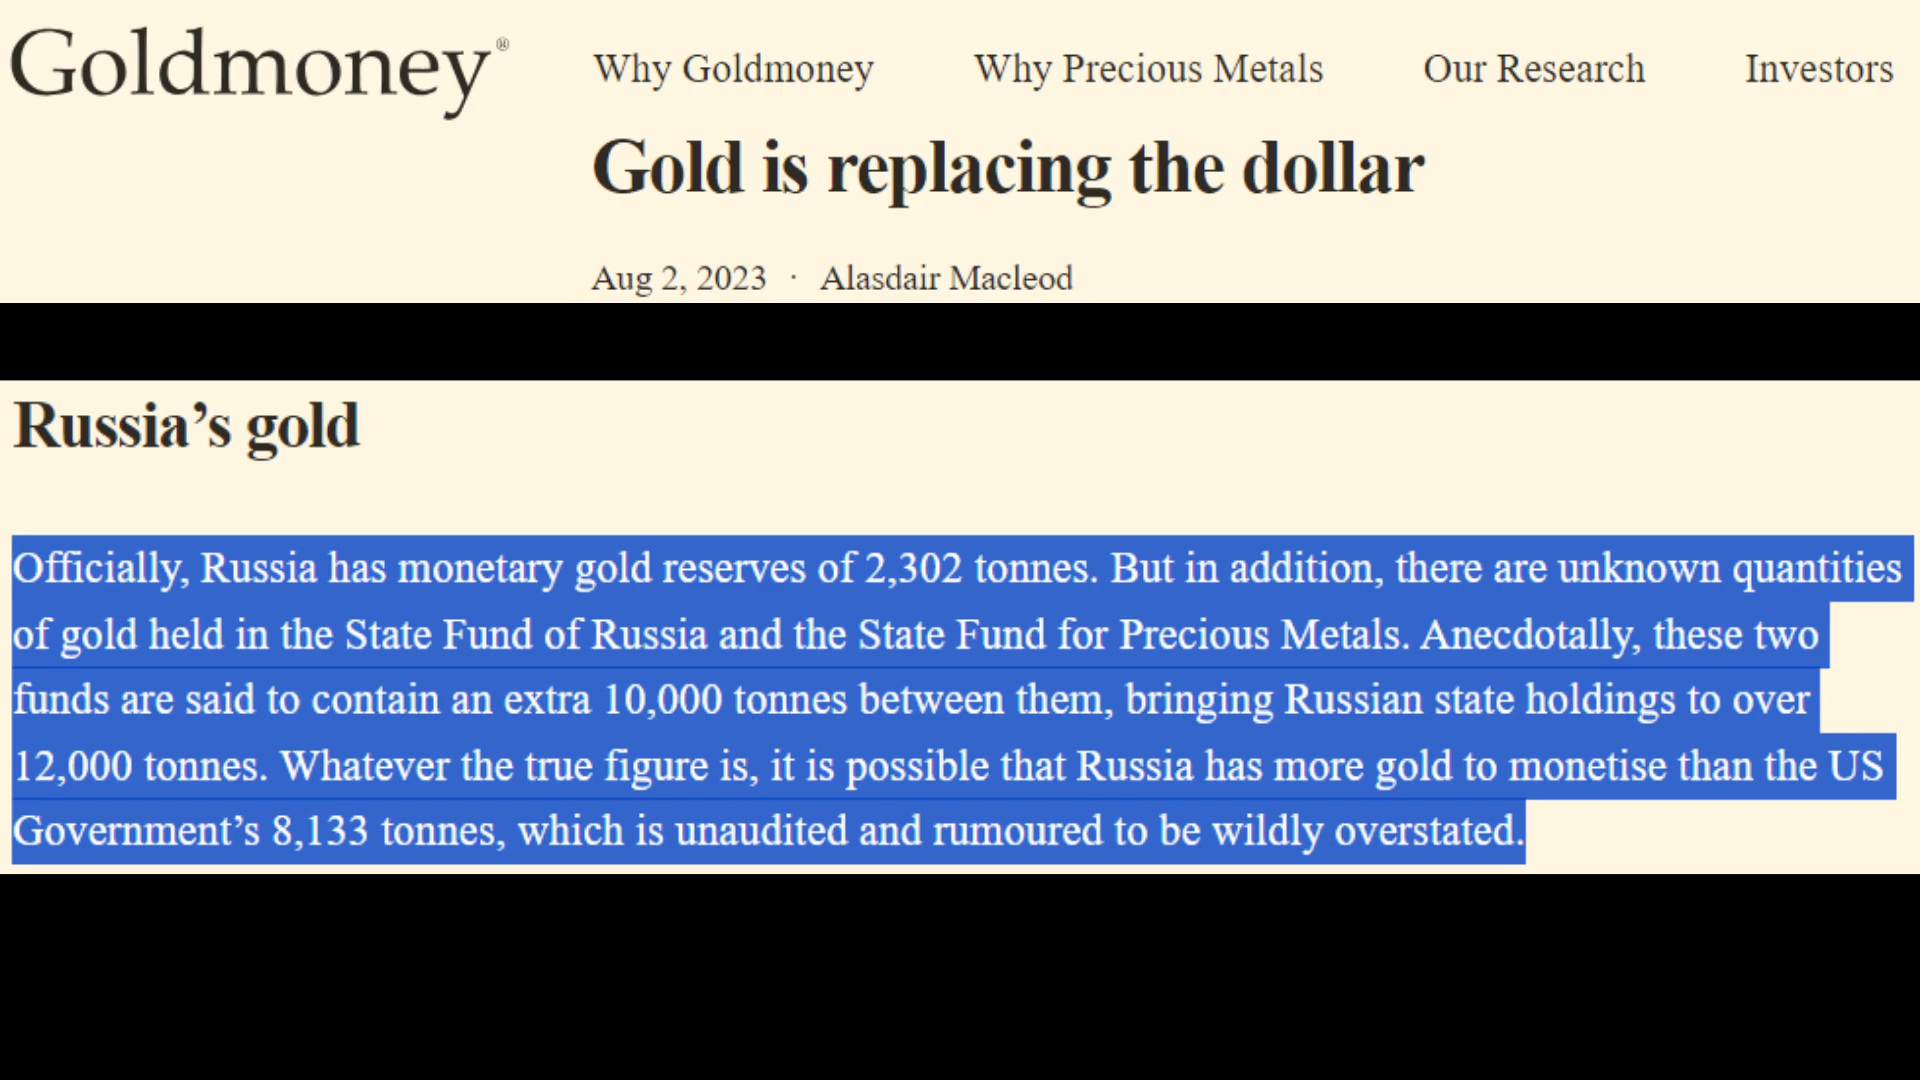 Goldmoney®
Why Goldmoney Why Precious Metals Our Research Investors
Gold is replacing the dollar
Aug 2, 2023 · Alasdair Macleod
Russia’s gold
Officially, Russia has monetary gold reserves of 2,302 tonnes. But in addition, there are unknown quantities
of gold held in the State Fund of Russia and the State Fund for Precious Metals. Anecdotally, these two
funds are said to contain an extra 10,000 tonnes between them, bringing Russian state holdings to over
12,000 tonnes. Whatever the true figure is, it is possible that Russia has more gold to monetise than the US
Government’s 8,133 tonnes, which is unaudited and rumoured to be wildly overstated.